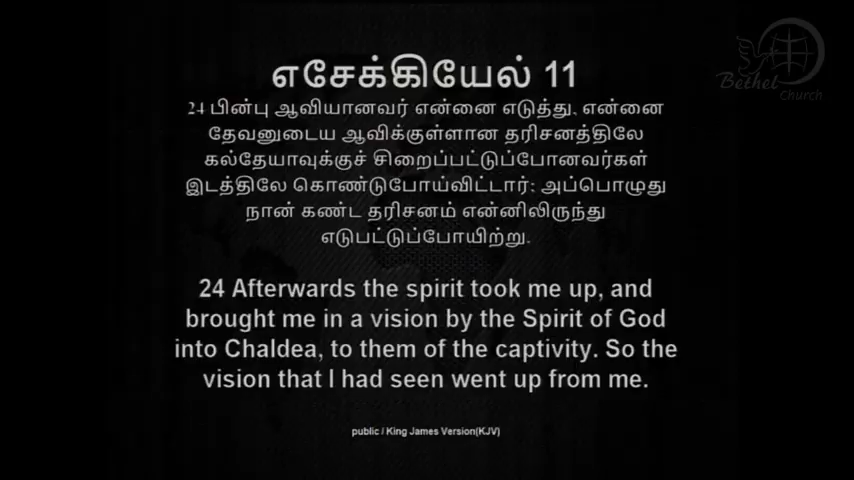 Bethel
Church
எசேக்கியேல் 11
24 பின்பு ஆவியானவர் என்னை எடுத்து, என்னை
தேவனுடைய ஆவிக்குள்ளான தரிசனத்திலே
கல்தேயாவுக்குச் சிறைப்பட்டுப்போனவர்கள்
இடத்திலே கொண்டுபோய்விட்டார்; அப்பொழுது
நான் கண்ட தரிசனம் என்னிலிருந்து
எடுபட்டுப்போயிற்று.
24 Afterwards the spirit took me up, and
brought me in a vision by the Spirit of God
into Chaldea, to them of the captivity. So the
vision that I had seen went up from me.
public / King James Version(KJV)